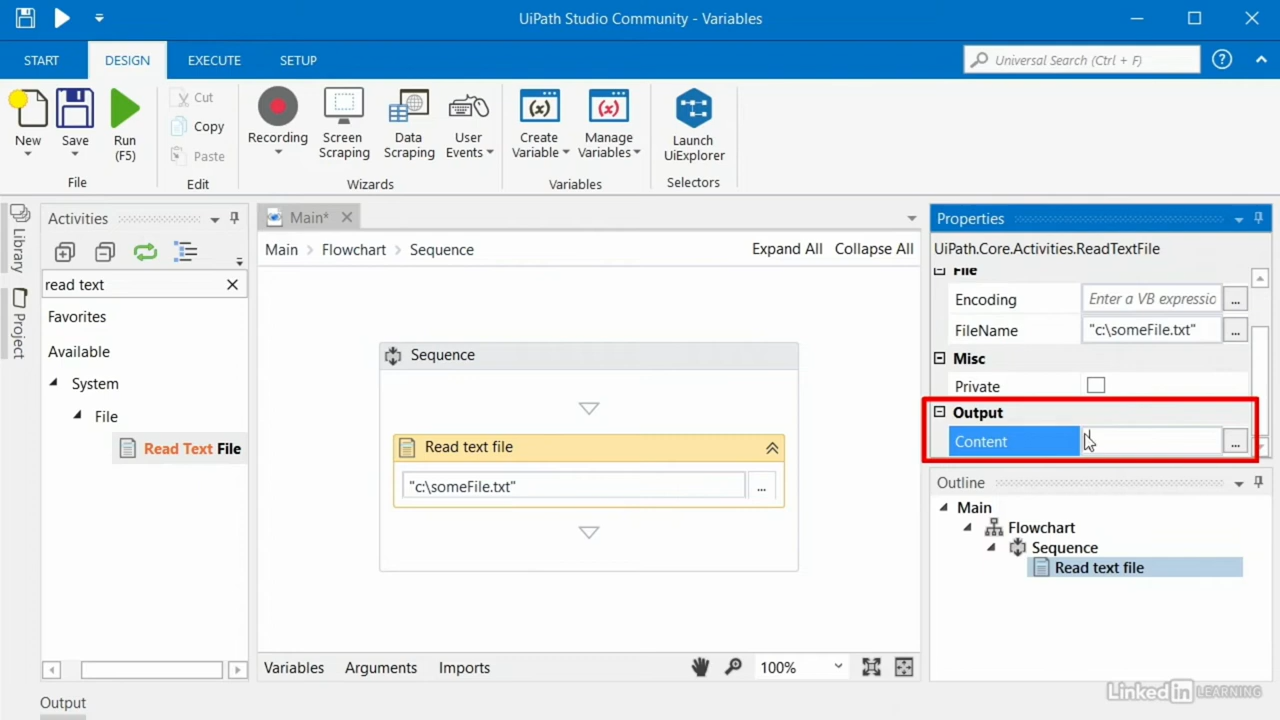 UiPath Studio Community - Variables
START
DESIGN
EXECUTE
SETUP
Universal Search (Ctrl + F)
New
Save
Run
(F5)
File
Cut
Copy
Paste
Edit
Recording
Screen
Scraping
Data
Scraping
User
Events
Wizards
Create
Variable
Manage
Variables
Variables
Launch
UiExplorer
Selectors
Library
Project
Activities
read text
Favorites
Available
System
File
Read Text File
Main*
Main > Flowchart > Sequence
Expand All
Collapse All
Sequence
Read text file
"c:\someFile.txt"
...
Variables
Arguments
Imports
100%
Properties
UiPath.Core.Activities.ReadTextFile
File
Encoding
Enter a VB expressio
...
FileName
"c:\someFile.txt"
...
Misc
Private
Output
Content
...
Outline
Main
Flowchart
Sequence
Read text file
Output
LinkedIn LEARNING